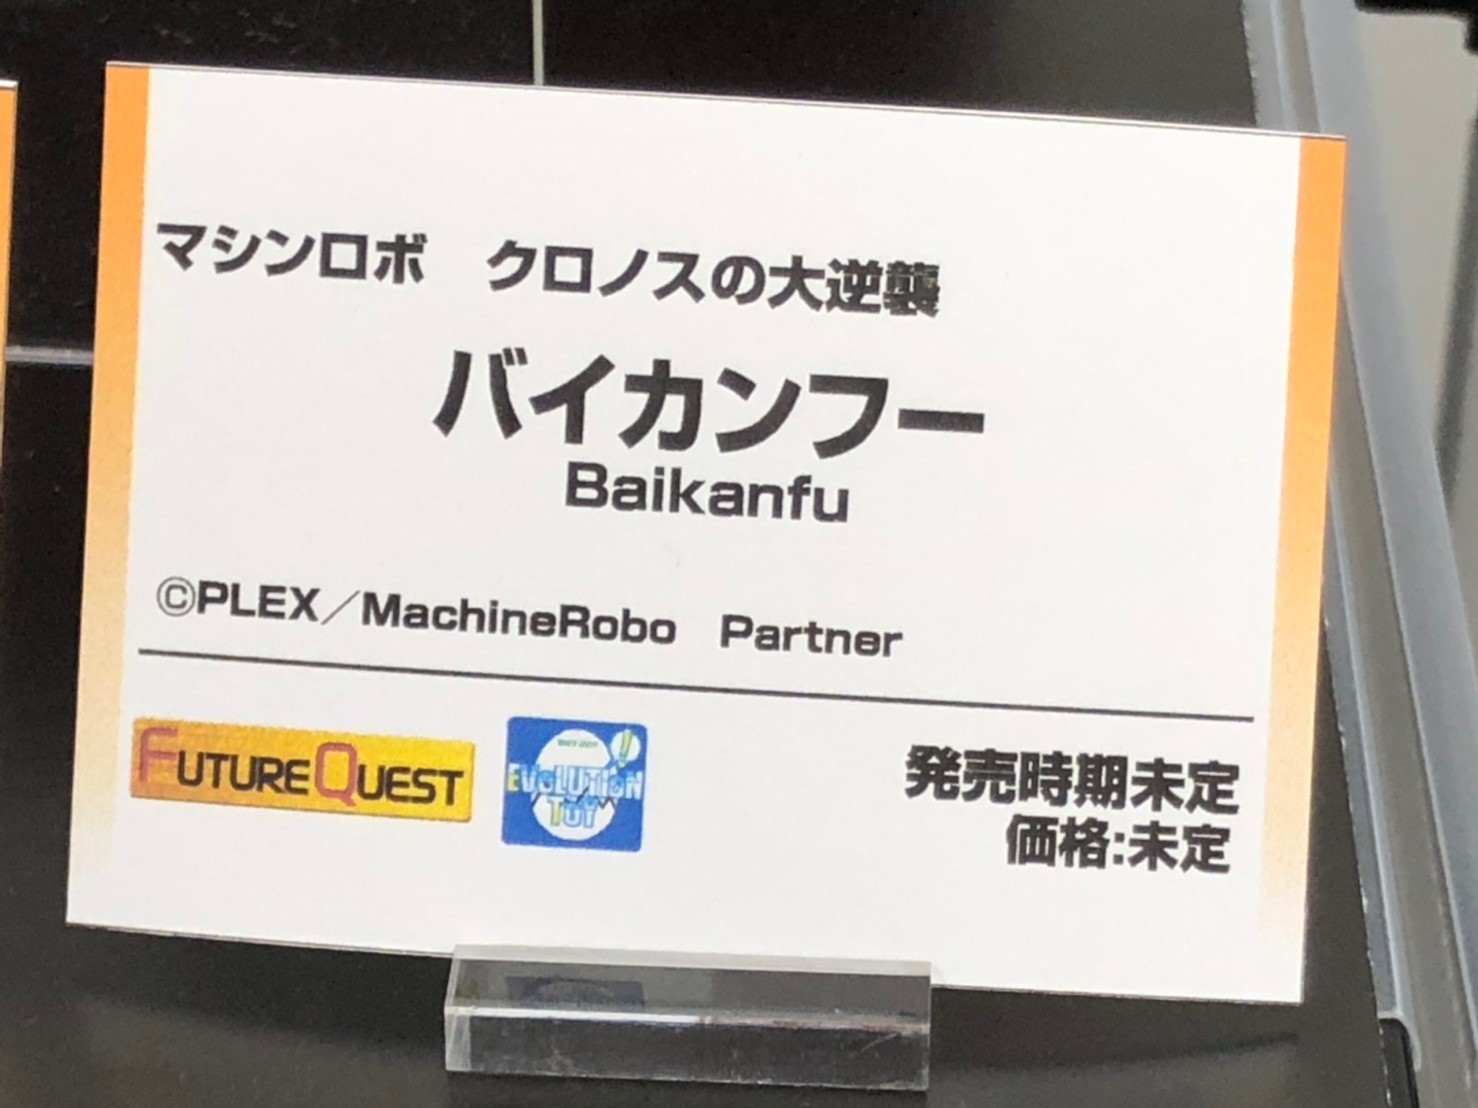 マシンロボ　クロノスの大逆襲
バイカンフー
Baikanfu
©PLEX／MachineRobo　Partner
FUTURE QUEST
EVOLUTION
TOY
発売時期未定
価格:未定